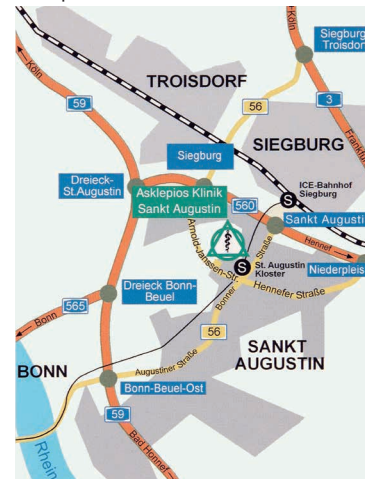 Köln
Köln
Siegburg
Troisdorf
TROISDORF
59
56
3
Frankf
SIEGBURG
Siegburg
Dreieck-
St.Augustin
Asklepios Klinik
Sankt Augustin
ICE-Bahnhof
Siegburg
S
560
Sankt Augustin
Arnold-Janssen-Str.
Hennef
S
St. Augustin
Kloster
Niederpleis
Bonner
Straße
Hennefer Straße
Dreieck Bonn-
Beuel
565
Bonn
56
SANKT
AUGUSTIN
BONN
Augustiner Straße
Bonn-Beuel-Ost
59
Bad Honnef
Rhein